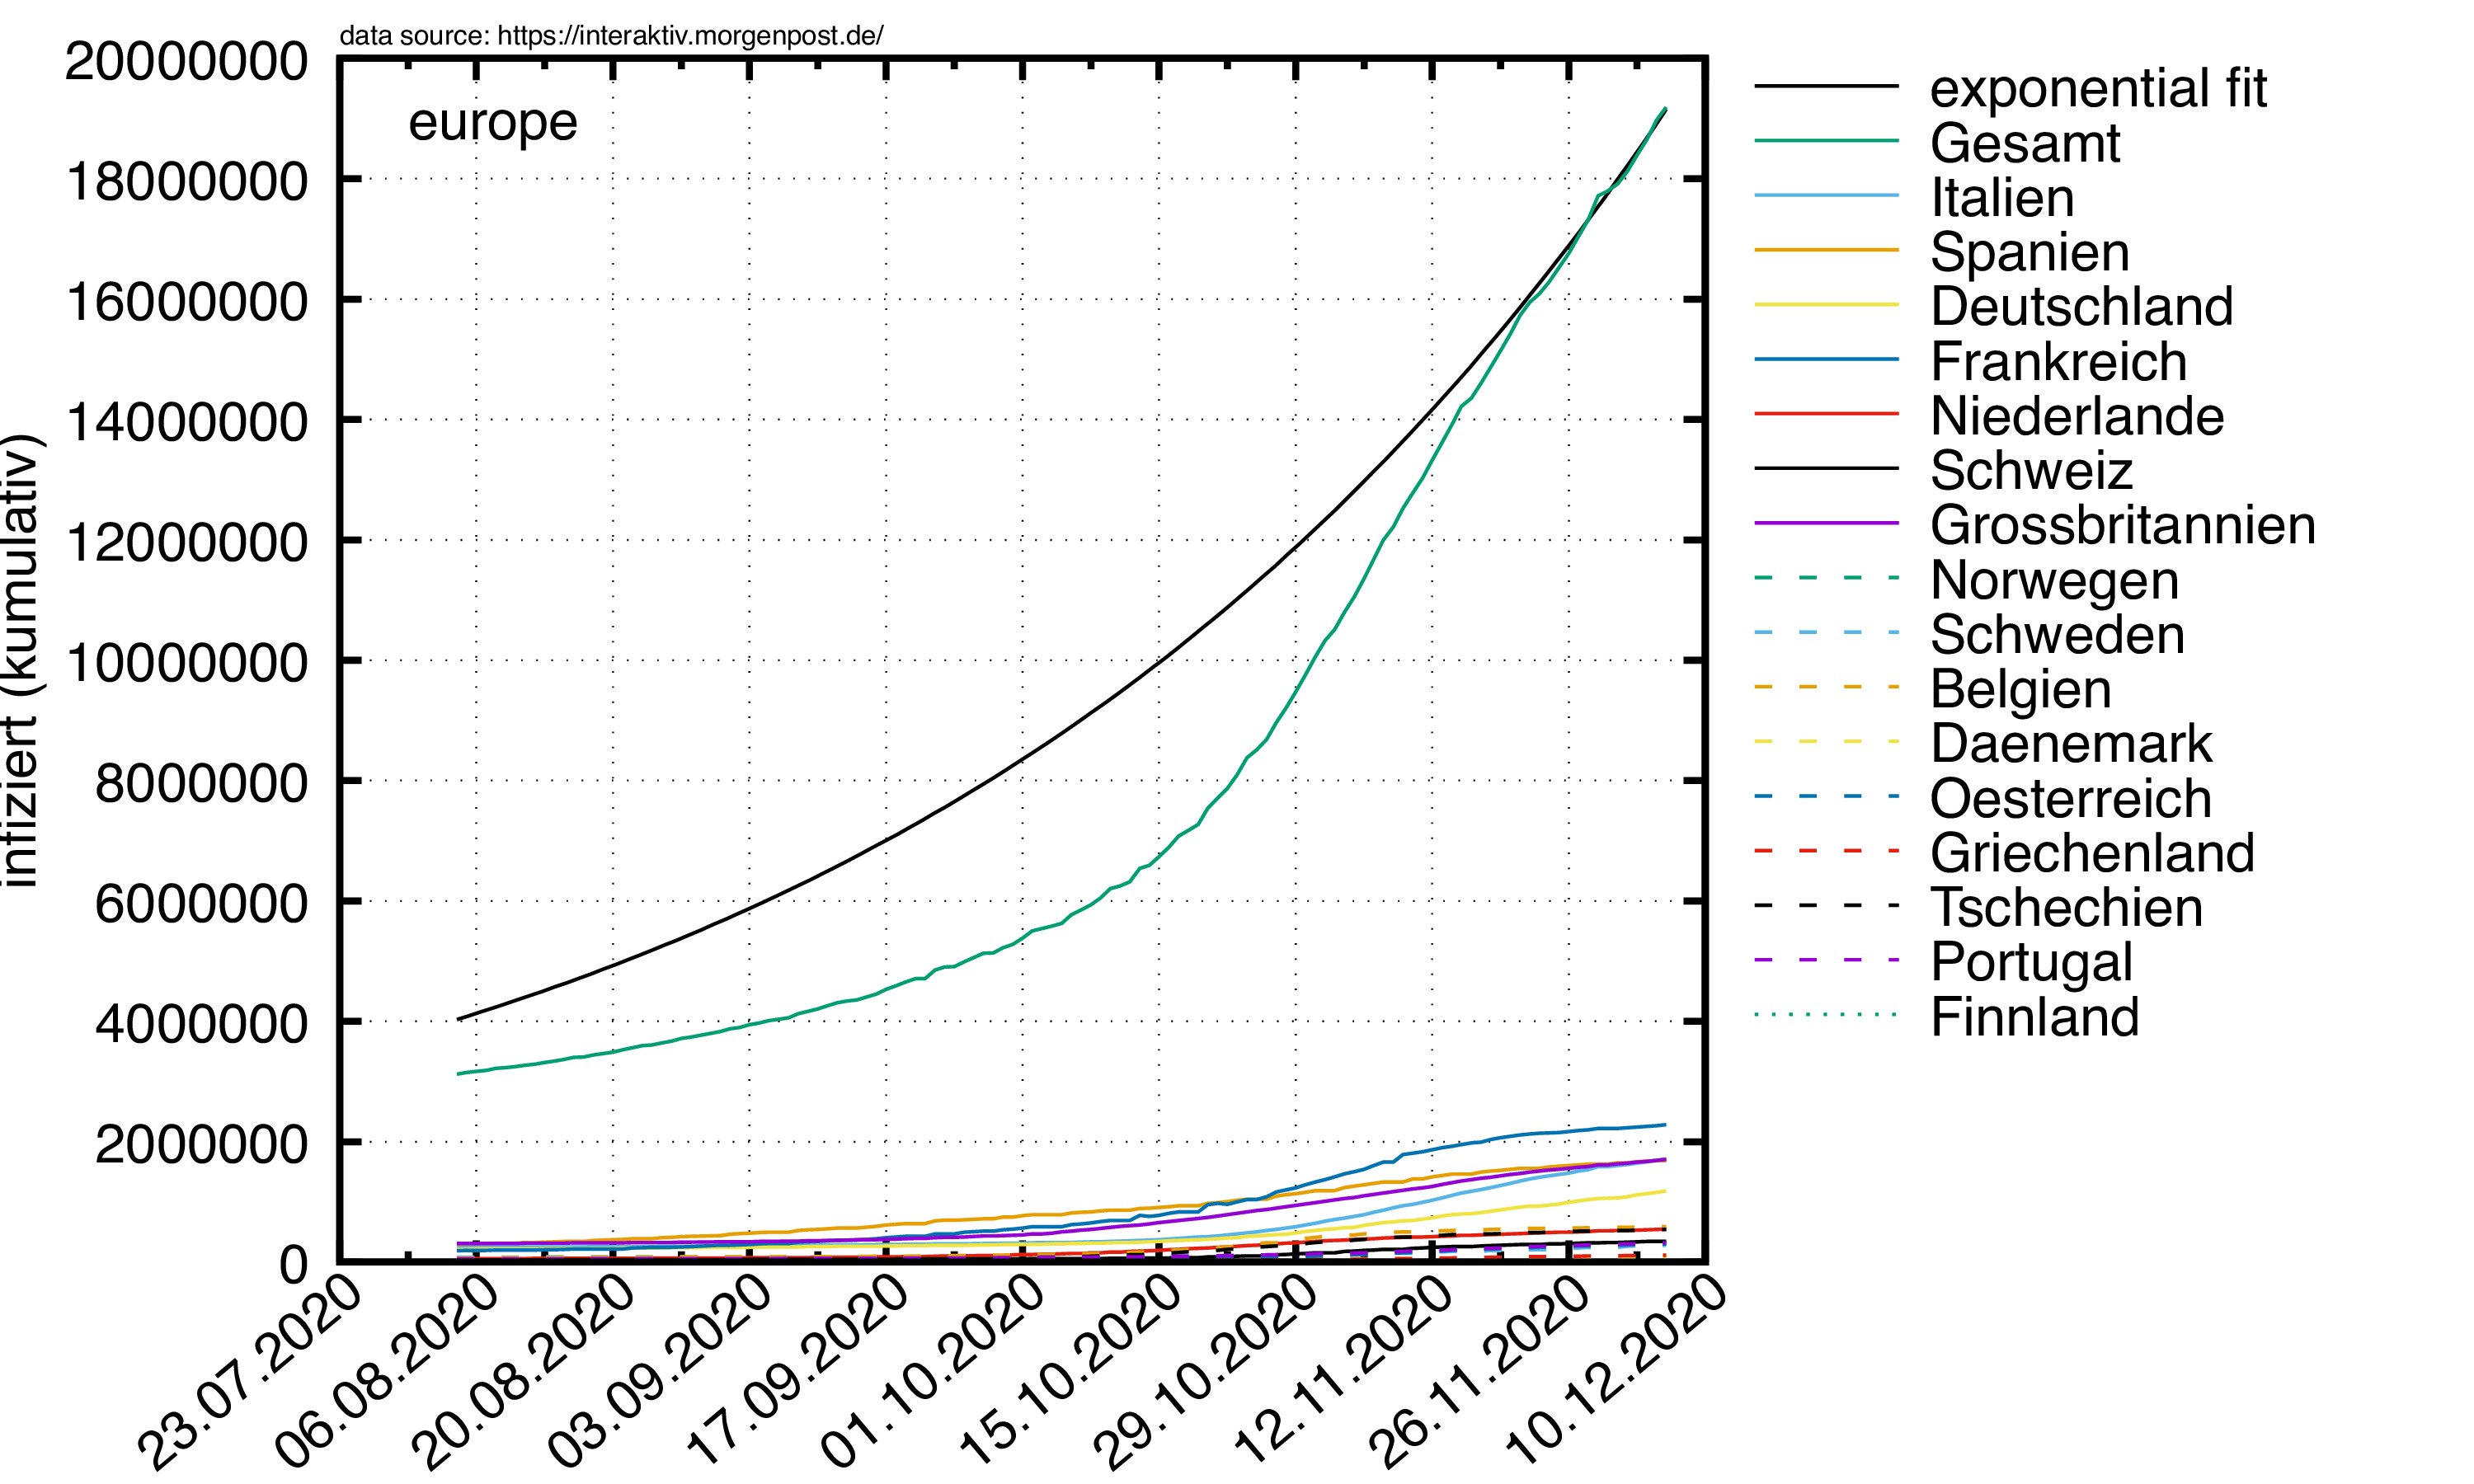 data source: https://interaktiv.morgenpost.de/
europe
infiziert (kumulativ)
20000000
18000000
16000000
14000000
12000000
10000000
8000000
6000000
4000000
2000000
0
23.07.2020
06.08.2020
20.08.2020
03.09.2020
17.09.2020
01.10.2020
15.10.2020
29.10.2020
12.11.2020
26.11.2020
10.12.2020
exponential fit
Gesamt
Italien
Spanien
Deutschland
Frankreich
Niederlande
Schweiz
Grossbritannien
Norwegen
Schweden
Belgien
Daenemark
Oesterreich
Griechenland
Tschechien
Portugal
Finnland